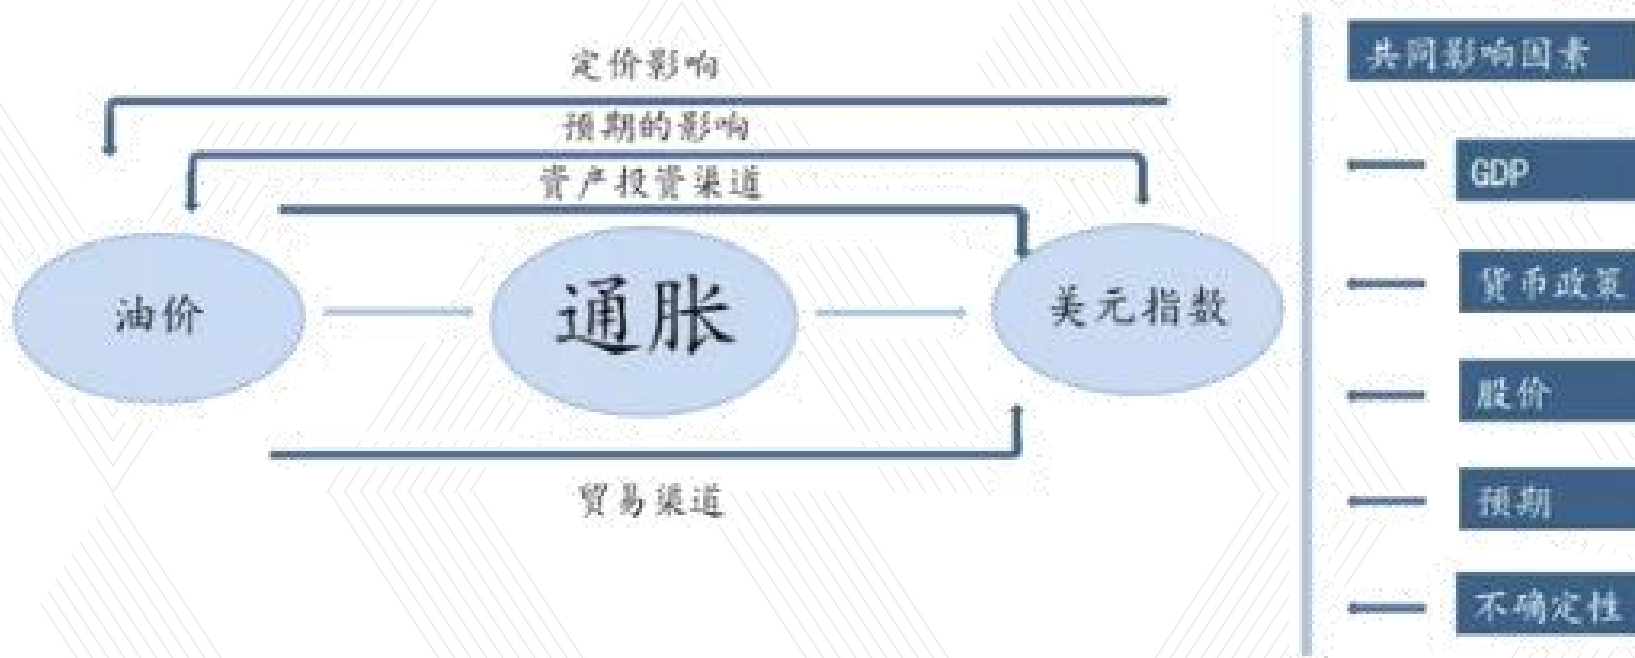 定价影响
预期的影响
资产投资渠道
油价
通胀
美元指数
贸易渠道
共同影响因素
GDP
货币政策
股价
预期
不确定性